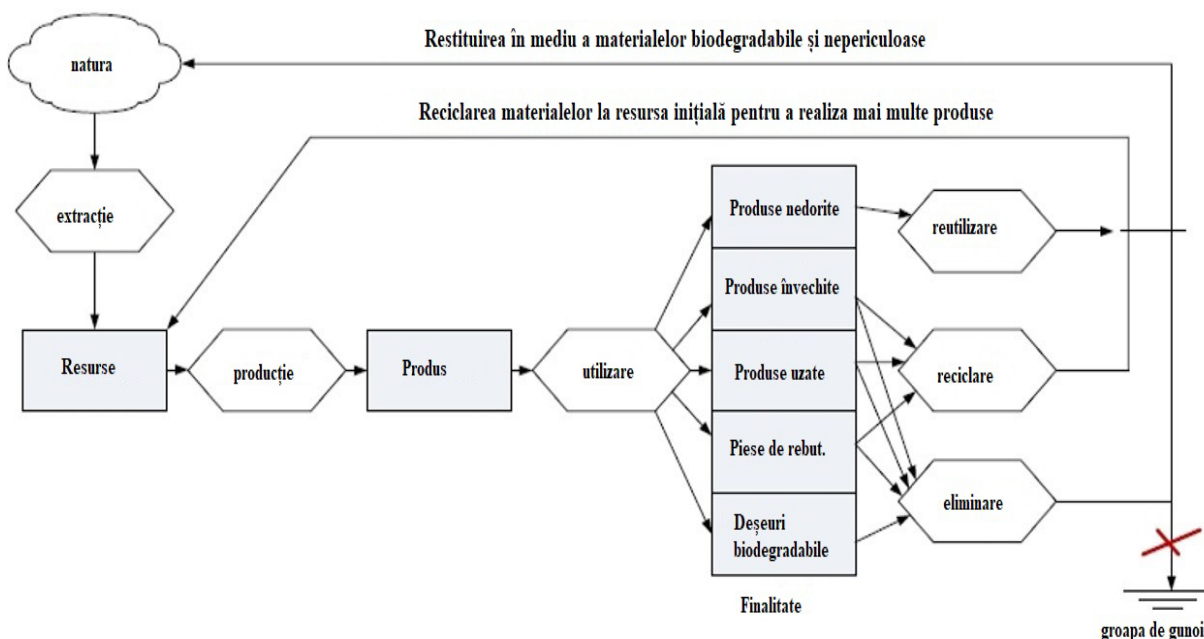 Restituirea în mediu a materialelor biodegradabile și nepericuloase
natura
Reciclarea materialelor la resursa inițială pentru a realiza mai multe produse
extracție
Produse nedorite
reutilizare
Produse învechite
Resurse
producție
Produs
utilizare
Produse uzate
reciclare
Piese de rebut.
eliminare
Deșeuri
biodegradabile
Finalitate
groapa de gunoi